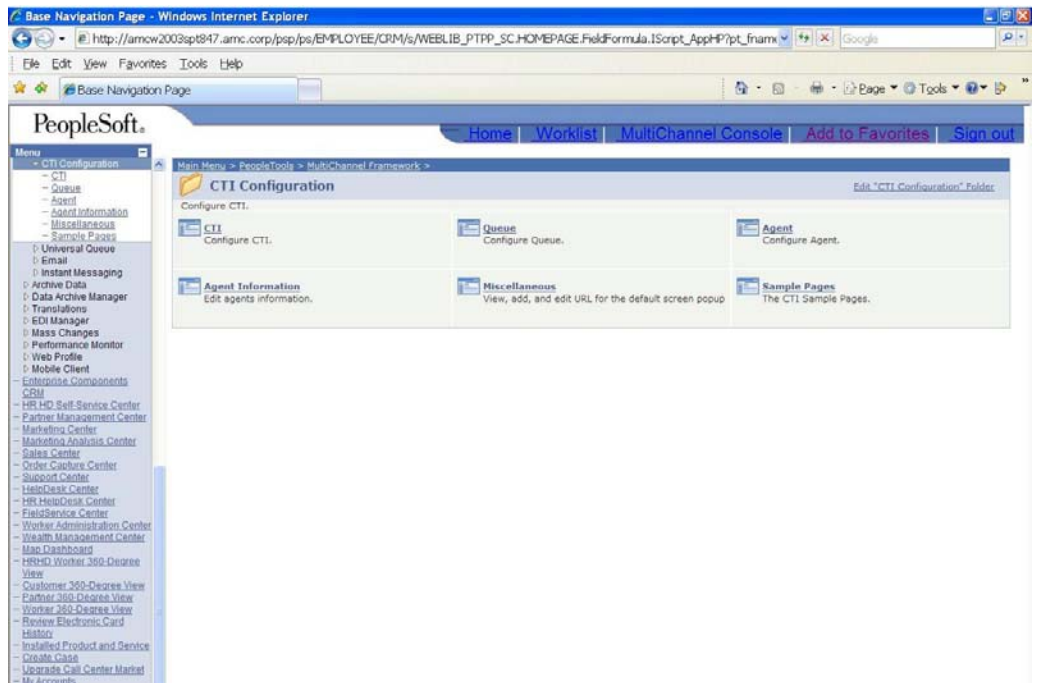 Base Navigation Page - Windows Internet Explorer
http://amcw2003spt847.amc.corp/psp/ps/EMPLOYEE/CRM/s/WEBLIB_PTPP_SC.HOMEPAGE.FieldFormula.IScript_AppHP?pt_fname
Google
File Edit View Favorites Tools Help
Base Navigation Page
Page Tools
PeopleSoft.
Home | Worklist | MultiChannel Console | Add to Favorites | Sign out
Menu
CTI Configuration
– CTI
– Queue
– Agent
– Agent Information
– Miscellaneous
– Sample Pages
Universal Queue
Email
Instant Messaging
Archive Data
Data Archive Manager
Translations
EDI Manager
Mass Changes
Performance Monitor
Web Profile
Mobile Client
– Enterprise Components
CRM
– HR HD Self-Service Center
– Partner Management Center
– Marketing Center
– Marketing Analysis Center
– Sales Center
– Order Capture Center
– Support Center
– HelpDesk Center
– HR HelpDesk Center
– FieldService Center
– Worker Administration Center
– Wealth Management Center
– Map Dashboard
– HRHD Worker 360-Degree
View
– Customer 360-Degree View
– Partner 360-Degree View
– Worker 360-Degree View
– Review Electronic Card
History
– Installed Product and Service
– Create Case
– Upgrade Call Center Market
– My Accounts
Main Menu > PeopleTools > MultiChannel Framework >
CTI Configuration
Edit "CTI Configuration" Folder
Configure CTI.
CTI
Configure CTI.
Queue
Configure Queue.
Agent
Configure Agent.
Agent Information
Edit agents information.
Miscellaneous
View, add, and edit URL for the default screen popup
Sample Pages
The CTI Sample Pages.